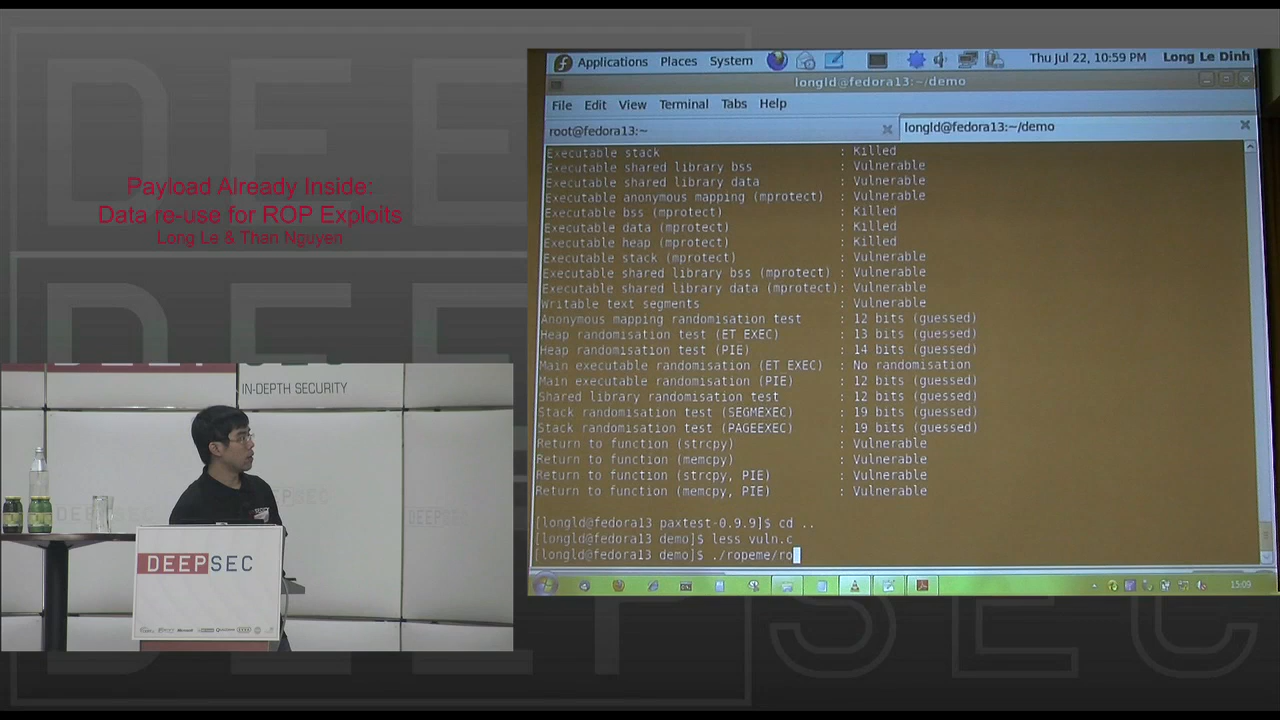 DEEP
SEC
Payload Already Inside:
Data re-use for ROP Exploits
Long Le & Than Nguyen
IN-DEPTH SECURITY
DEEPSEC
DEEPSEC
Applications Places System
Thu Jul 22, 10:59 PM Long Le Dinh
longld@fedora13:~/demo
File Edit View Terminal Tabs Help
root@fedora13:~
longld@fedora13:~/demo
Executable stack : Killed
Executable shared library bss : Vulnerable
Executable shared library data : Vulnerable
Executable anonymous mapping (mprotect) : Vulnerable
Executable bss (mprotect) : Killed
Executable data (mprotect) : Killed
Executable heap (mprotect) : Killed
Executable stack (mprotect) : Vulnerable
Executable shared library bss (mprotect) : Vulnerable
Executable shared library data (mprotect): Vulnerable
Writable text segments : Vulnerable
Anonymous mapping randomisation test : 12 bits (guessed)
Heap randomisation test (ET_EXEC) : 13 bits (guessed)
Heap randomisation test (PIE) : 14 bits (guessed)
Main executable randomisation (ET_EXEC) : No randomisation
Main executable randomisation (PIE) : 12 bits (guessed)
Shared library randomisation test : 12 bits (guessed)
Stack randomisation test (SEGMEXEC) : 19 bits (guessed)
Stack randomisation test (PAGEEXEC) : 19 bits (guessed)
Return to function (strcpy) : Vulnerable
Return to function (memcpy) : Vulnerable
Return to function (strcpy, PIE) : Vulnerable
Return to function (memcpy, PIE) : Vulnerable
[longld@fedora13 paxtest-0.9.9]$ cd ..
[longld@fedora13 demo]$ less vuln.c
[longld@fedora13 demo]$ ./ropeme/ro
15:09